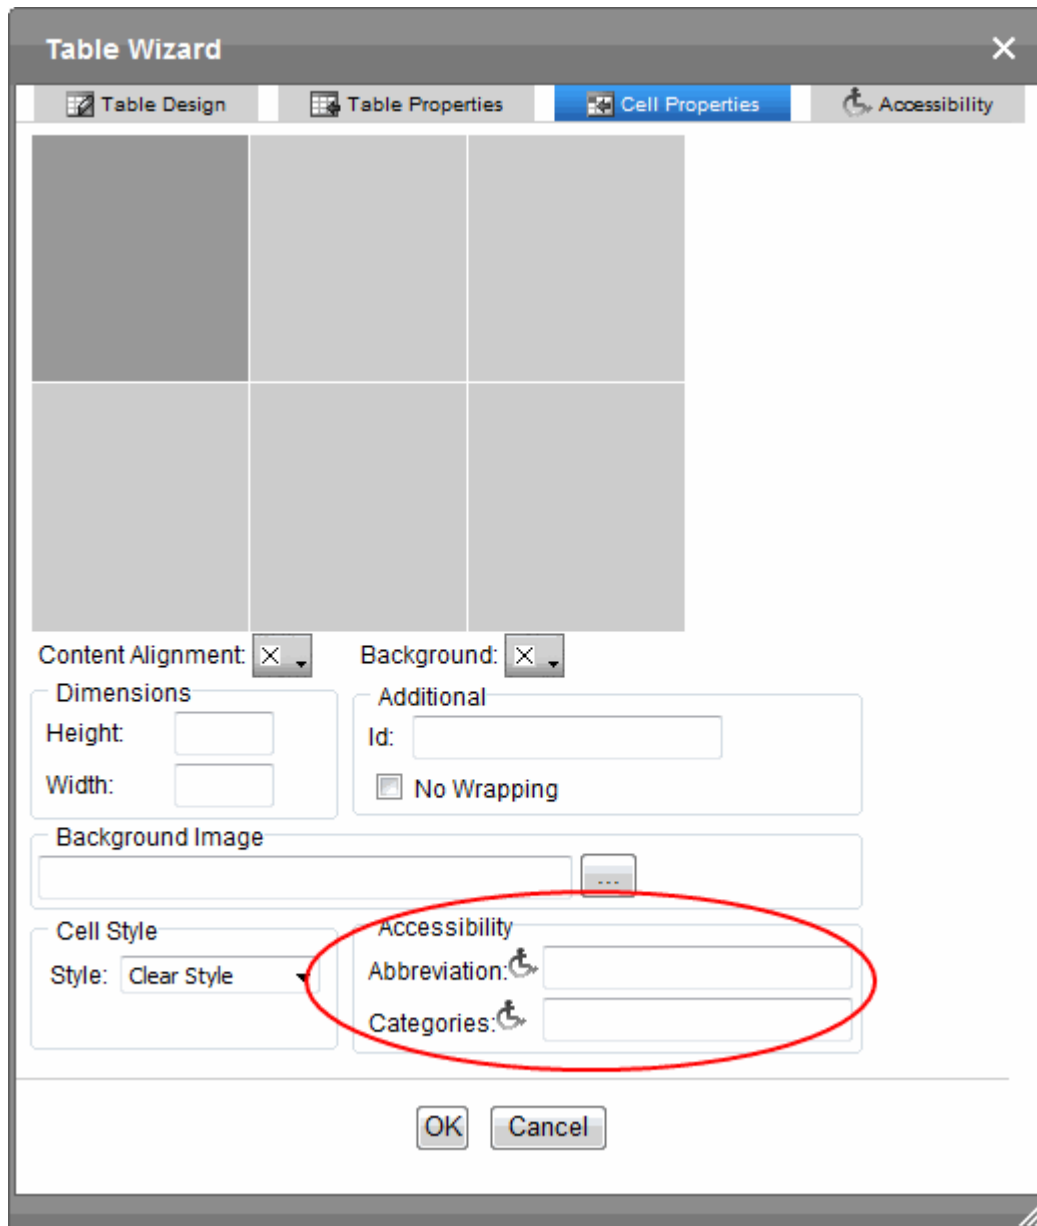 Table Wizard
Table Design Table Properties Cell Properties Accessibility
Content Alignment: Background:
Dimensions Additional
Height: Id:
Width: No Wrapping
Background Image
...
Cell Style Accessibility
Style: Clear Style Abbreviation:
Categories:
OK Cancel